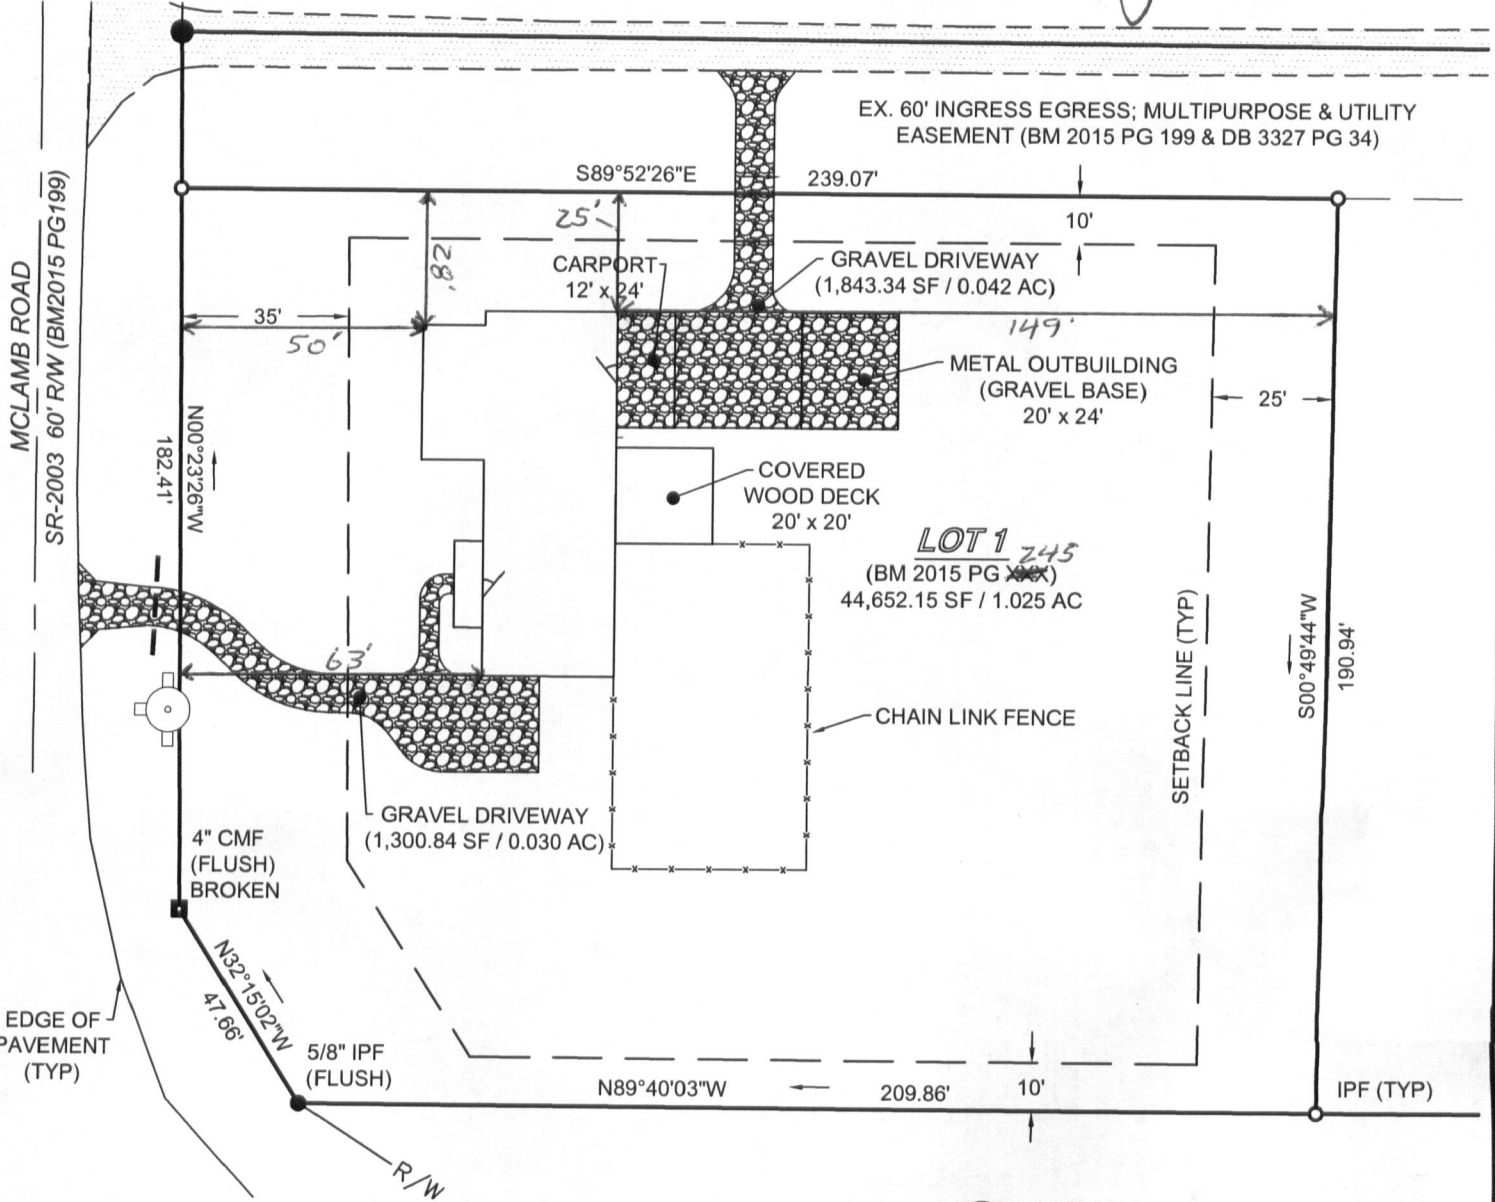 EX. 60' INGRESS EGRESS; MULTIPURPOSE & UTILITY
EASEMENT (BM 2015 PG 199 & DB 3327 PG 34)
S89°52'26"E
239.07'
10'
25'
28'
CARPORT
12' x 24'
GRAVEL DRIVEWAY
(1,843.34 SF / 0.042 AC)
35'
50'
149'
METAL OUTBUILDING
(GRAVEL BASE)
20' x 24'
25'
MCLAMB ROAD
SR-2003 60' R/W (BM2015 PG199)
N00°23'26"W
182.41'
COVERED
WOOD DECK
20' x 20'
LOT 1
245
(BM 2015 PG XXX)
44,652.15 SF / 1.025 AC
SETBACK LINE (TYP)
S00°49'44"W
190.94'
63'
CHAIN LINK FENCE
GRAVEL DRIVEWAY
(1,300.84 SF / 0.030 AC)
4" CMF
(FLUSH)
BROKEN
N32°15'02"W
47.66'
EDGE OF
PAVEMENT
(TYP)
5/8" IPF
(FLUSH)
N89°40'03"W
209.86'
10'
IPF (TYP)
R/W